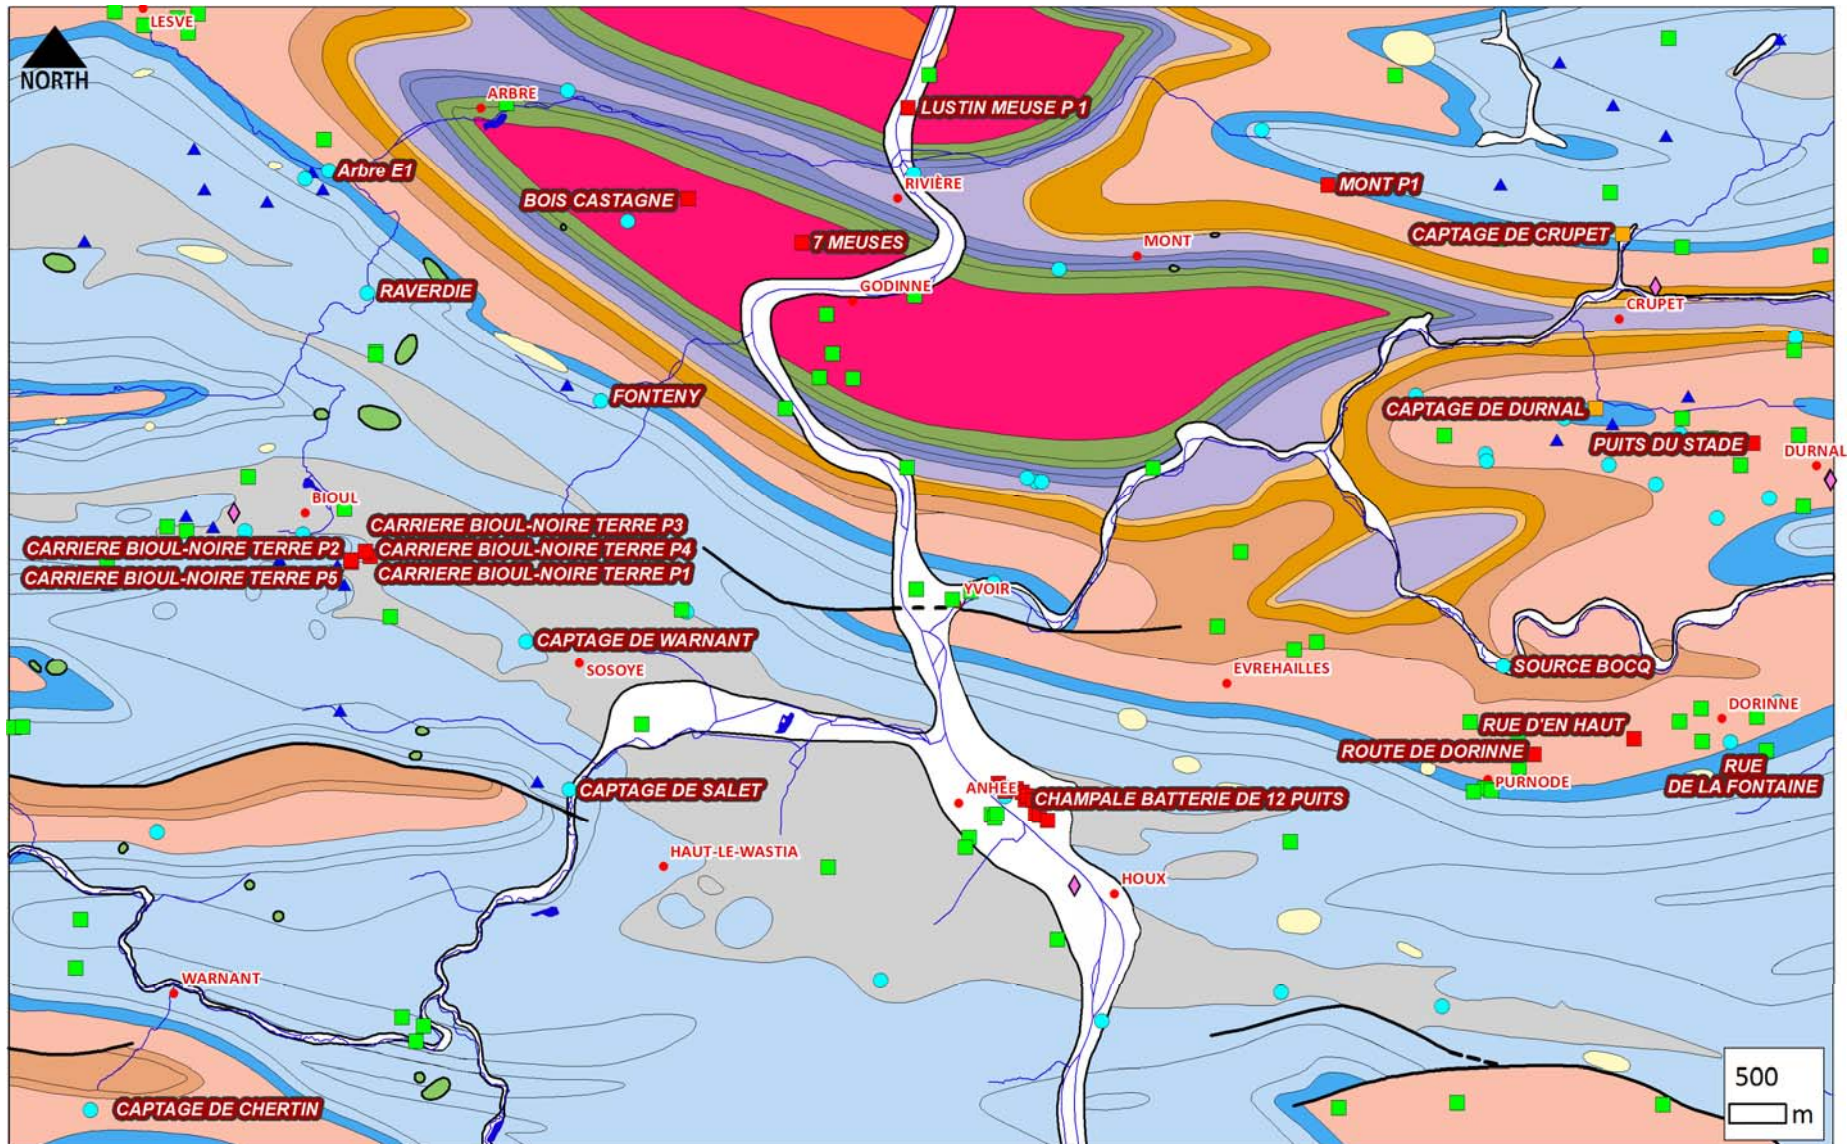 LESVE
NORTH
ARBRE
LUSTIN MEUSE P 1
Arbre E1
RIVIÈRE
MONT P1
BOIS CASTAGNE
7 MEUSES
CAPTAGE DE CRUPET
MONT
RAVERDIE
GODINNE
CRUPET
FONTENY
CAPTAGE DE DURNAL
PUITS DU STADE
DURNAL
BIOUL
CARRIERE BIOUL-NOIRE TERRE P3
CARRIERE BIOUL-NOIRE TERRE P2
CARRIERE BIOUL-NOIRE TERRE P4
CARRIERE BIOUL-NOIRE TERRE P5
CARRIERE BIOUL-NOIRE TERRE P1
YVOIR
CAPTAGE DE WARNANT
SOSOYE
EVREHAILLES
SOURCE BOCQ
DORINNE
RUE D'EN HAUT
ROUTE DE DORINNE
RUE
DE LA FONTAINE
PURNODE
CAPTAGE DE SALET
ANHEE
CHAMPALE BATTERIE DE 12 PUITS
HAUT-LE-WASTIA
HOUX
WARNANT
CAPTAGE DE CHERTIN
500
m